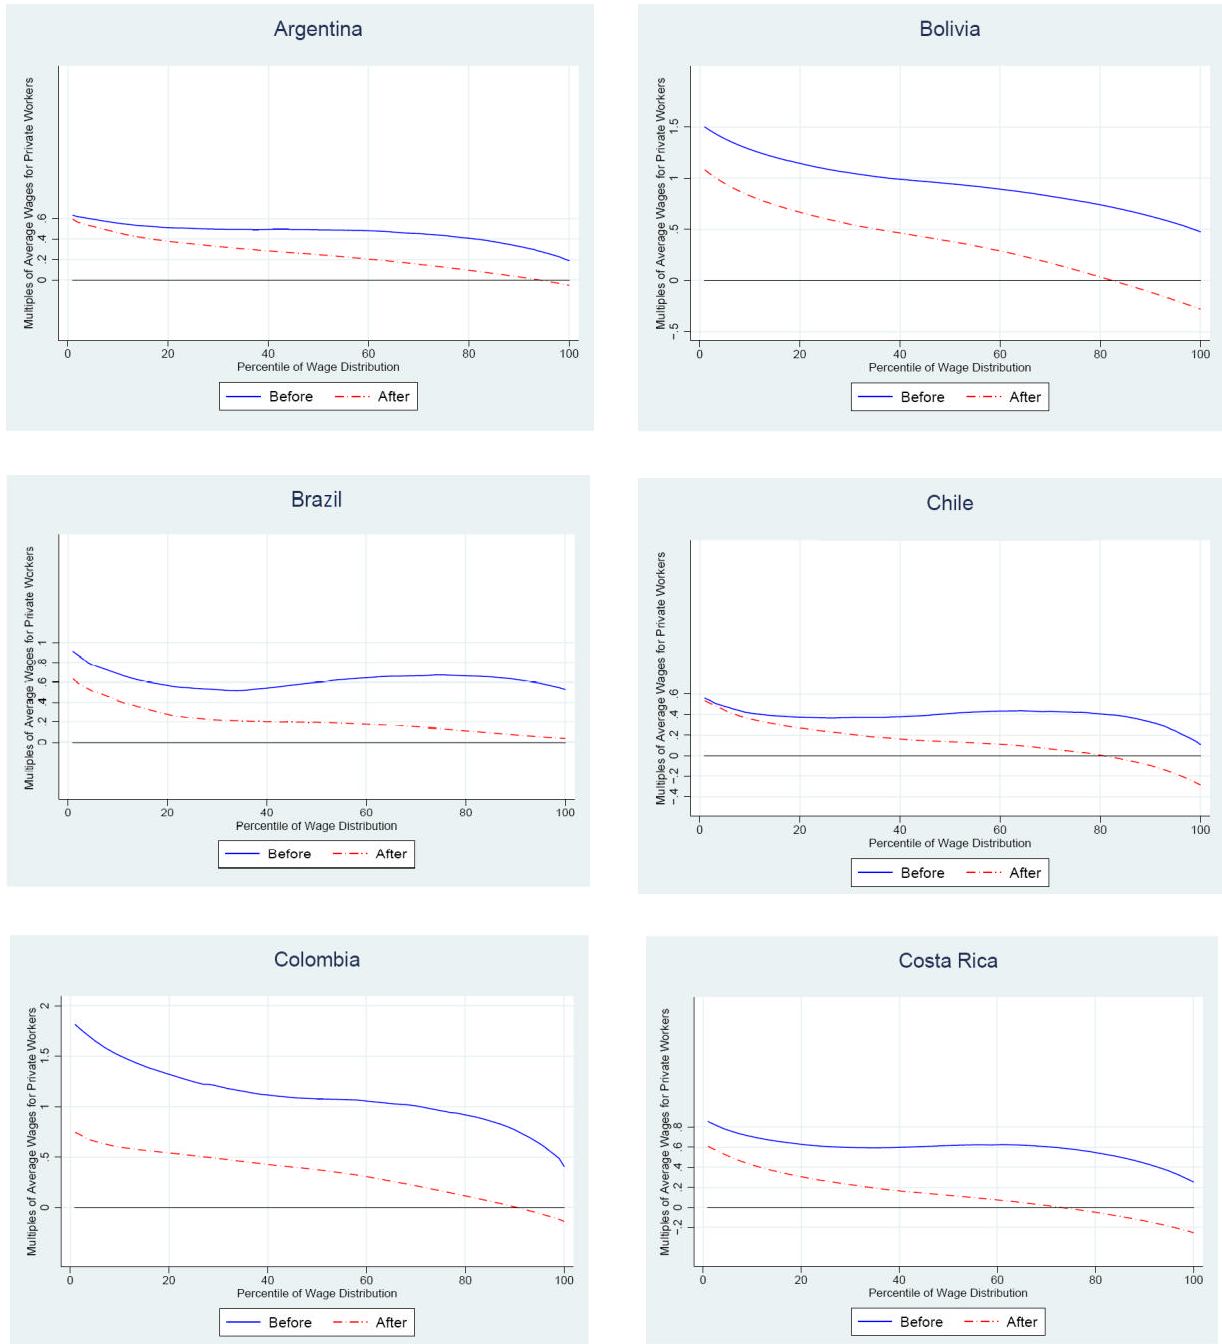 Argentina
Multiples of Average Wages for Private Workers
.6
.4
.2
0
0 20 40 60 80 100
Percentile of Wage Distribution
Before After
Bolivia
Multiples of Average Wages for Private Workers
1.5
1
.5
0
-.5
0 20 40 60 80 100
Percentile of Wage Distribution
Before After
Brazil
Multiples of Average Wages for Private Workers
1
.8
.6
.4
.2
0
0 20 40 60 80 100
Percentile of Wage Distribution
Before After
Chile
Multiples of Average Wages for Private Workers
.6
.4
.2
0
-.2
-.4
0 20 40 60 80 100
Percentile of Wage Distribution
Before After
Colombia
Multiples of Average Wages for Private Workers
2
1.5
1
.5
0
0 20 40 60 80 100
Percentile of Wage Distribution
Before After
Costa Rica
Multiples of Average Wages for Private Workers
.8
.6
.4
.2
0
-.2
0 20 40 60 80 100
Percentile of Wage Distribution
Before After